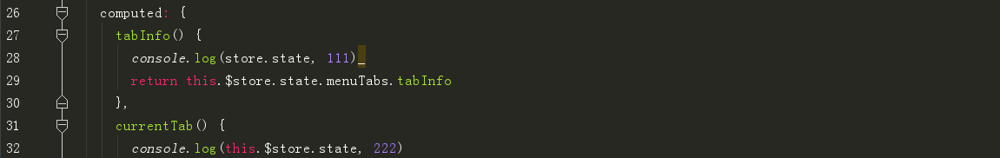 26 computed: {
27 tabInfo() {
28 console.log(store.state, 111)
29 return this.$store.state.menuTabs.tabInfo
30 },
31 currentTab() {
32 console.log(this.$store.state, 222)